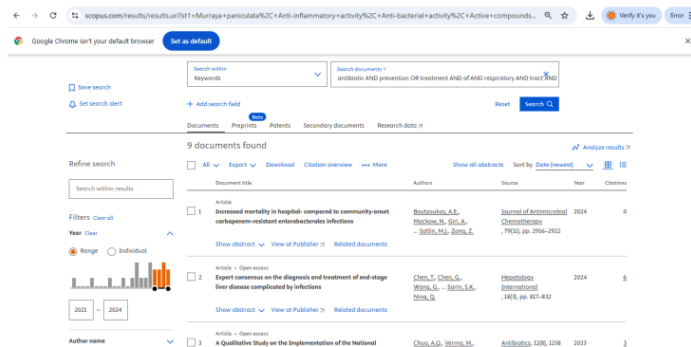 scopus.com/results/results.uri?st1=Murraya+paniculata%2C+Anti-inflammatory+activity%2C+Anti-bacterial+activity%2C+Active+compounds...
Verify it's you
Error
Google Chrome isn't your default browser
Set as default
Save search
Set search alert
Search within
Keywords
Search documents *
antibiotic AND prevention OR treatment AND of AND respiratory AND tract AND
+ Add search field
Reset
Search
Beta
Documents Preprints Patents Secondary documents Research data
9 documents found
Analyze results
Refine search
Search within results
All Export Download Citation overview ••• More
Show all abstracts Sort by Date (newest)
Document title Authors Source Year Citations
Filters Clear all
Year Clear
Range Individual
2021 – 2024
Author name
Article
1 Increased mortality in hospital- compared to community-onset
carbapenem-resistant enterobacterales infections
Boutzoukas, A.E.,
Mackow, N., Giri, A.,
... Satlin, M.J., Zong, Z.
Journal of Antimicrobial
Chemotherapy
, 79(11), pp. 2916–2922
2024
0
Show abstract View at Publisher Related documents
Article • Open access
2 Expert consensus on the diagnosis and treatment of end-stage
liver disease complicated by infections
Chen, T., Chen, G.,
Wang, G., ... Sarin, S.K.,
Ning, Q.
Hepatology
International
, 18(3), pp. 817–832
2024
6
Show abstract View at Publisher Related documents
Article • Open access
3 A Qualitative Study on the Implementation of the National
Chua, A.Q., Verma, M.,
Antibiotics, 12(8), 1258
2023
3